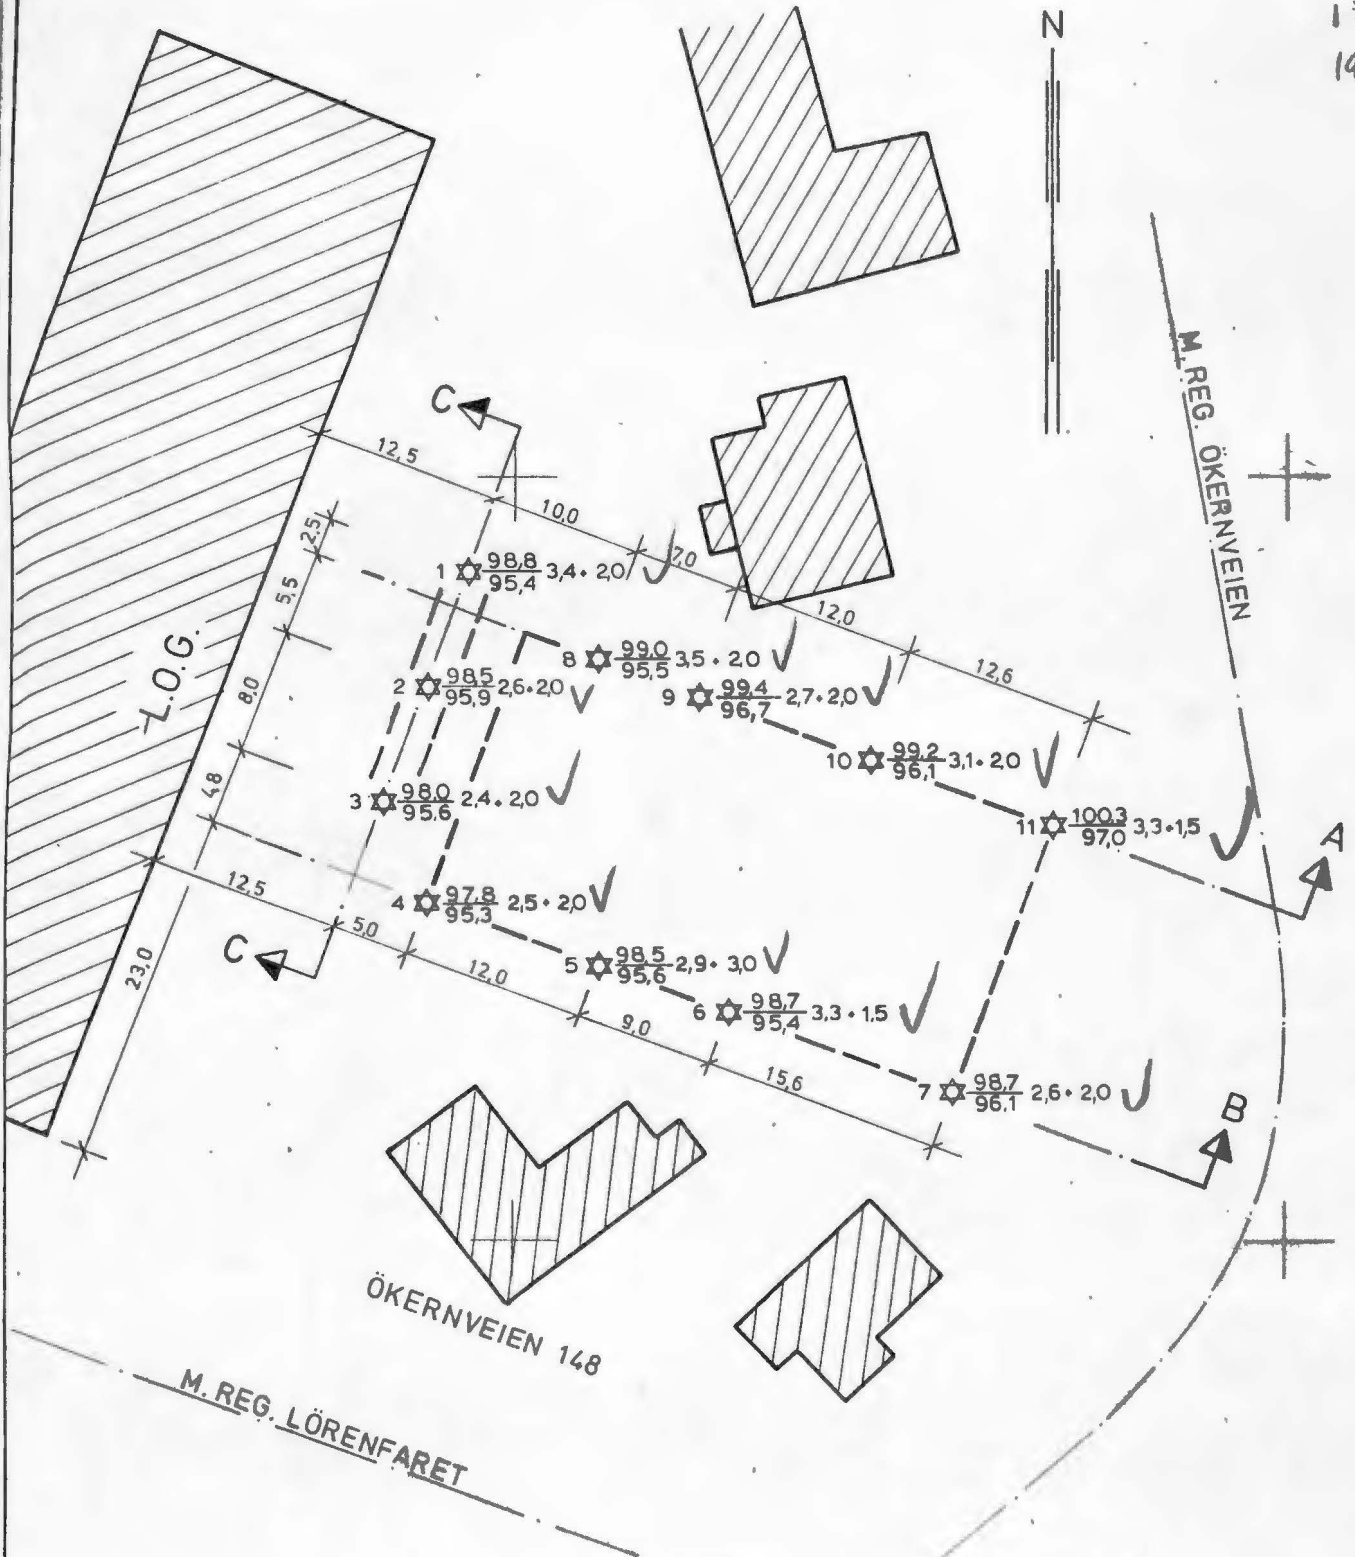 N
C
M. REG. ÖKERNVEIEN
12,5
10,0
7,0
12,0
12,6
2,5
5,5
8,0
4,8
23,0
L.O.G.
1 98,8 3,4 + 2,0
95,4
2 98,5 2,6 + 2,0
95,9
3 98,0 2,4 + 2,0
95,6
8 99,0 3,5 + 2,0
95,5
9 99,4 2,7 + 2,0
96,7
10 99,2 3,1 + 2,0
96,1
11 100,3 3,3 + 1,5
97,0
A
4 97,8 2,5 + 2,0
95,3
5 98,5 2,9 + 3,0
95,6
6 98,7 3,3 + 1,5
95,4
7 98,7 2,6 + 2,0
96,1
B
C
12,5
5,0
12,0
9,0
15,6
ÖKERNVEIEN 148
M. REG. LÖRENFARET